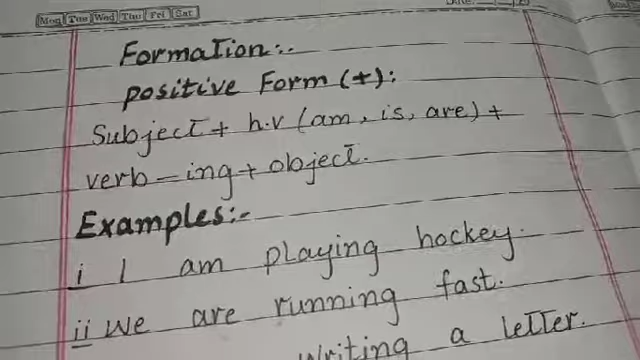 Mon Tue Wed Thu Fri Sat
Date:
Formation:-
positive Form (+):
Subject + h.v (am, is, are) +
verb - ing + object.
Examples:-
i I am playing hockey.
ii We are running fast.
writing a letter.